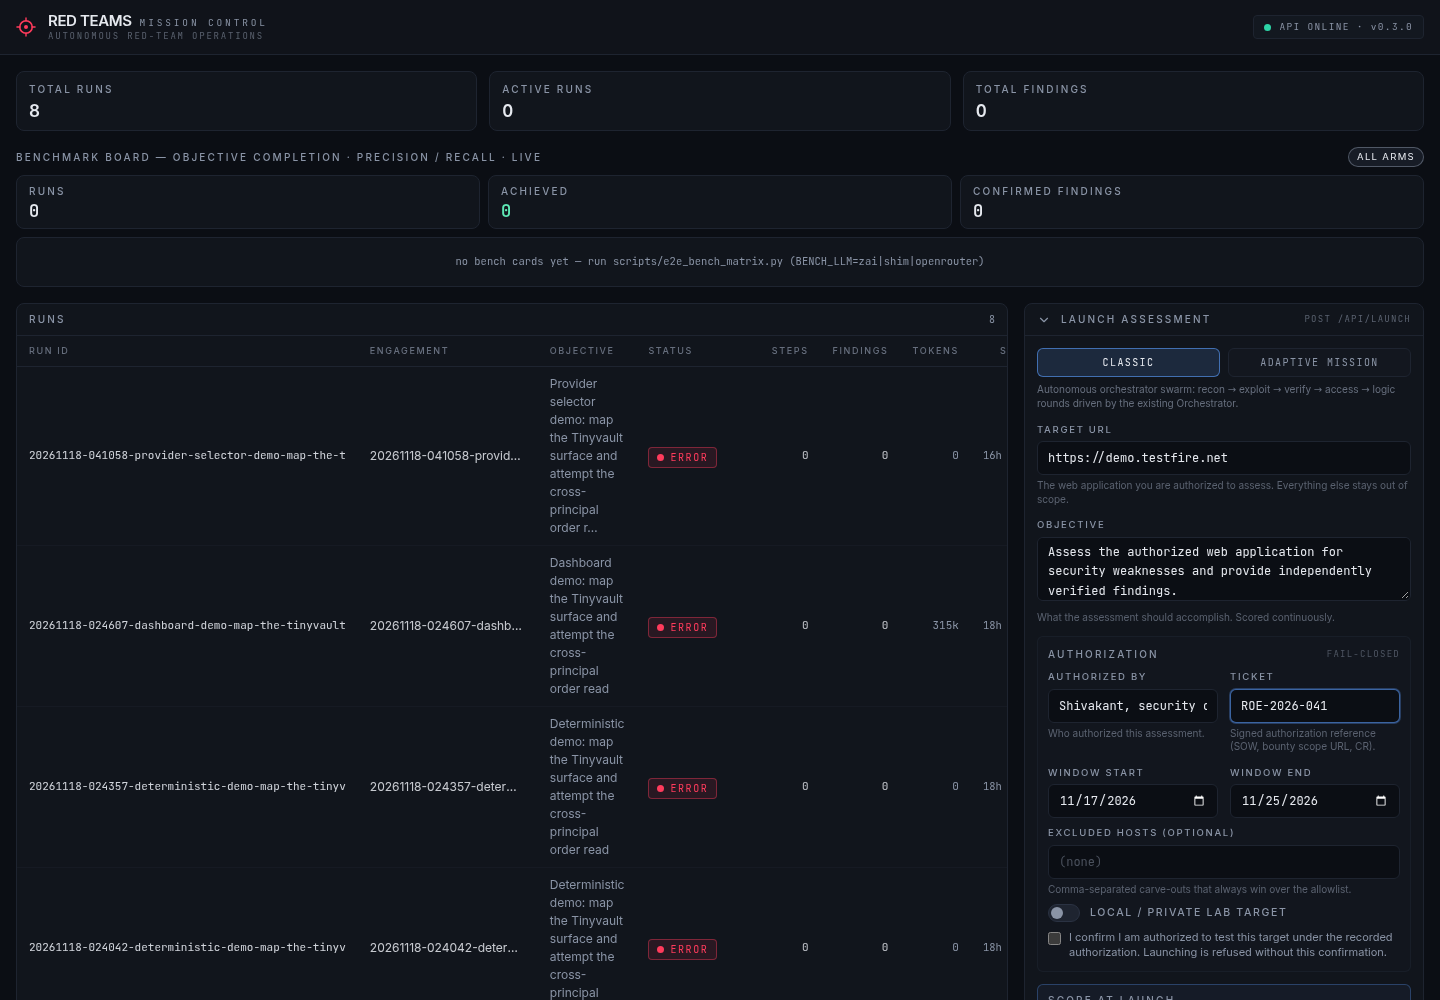 RED TEAMS MISSION CONTROL
AUTONOMOUS RED-TEAM OPERATIONS
API ONLINE · v0.3.0
TOTAL RUNS
8
ACTIVE RUNS
0
TOTAL FINDINGS
0
BENCHMARK BOARD — OBJECTIVE COMPLETION · PRECISION / RECALL · LIVE
ALL ARMS
RUNS
0
ACHIEVED
0
CONFIRMED FINDINGS
0
no bench cards yet — run scripts/e2e_bench_matrix.py (BENCH_LLM=zai|shim|openrouter)
RUNS
8
RUN ID ENGAGEMENT OBJECTIVE STATUS STEPS FINDINGS TOKENS S
20261118-041058-provider-selector-demo-map-the-t
20261118-041058-provid...
Provider
selector
demo: map
the Tinyvault
surface and
attempt the
cross-
principal
order r...
ERROR
0
0
0
16h
20261118-024607-dashboard-demo-map-the-tinyvault
20261118-024607-dashb...
Dashboard
demo: map
the Tinyvault
surface and
attempt the
cross-
principal
order read
ERROR
0
0
315k
18h
20261118-024357-deterministic-demo-map-the-tinyv
20261118-024357-deter...
Deterministic
demo: map
the Tinyvault
surface and
attempt the
cross-
principal
order read
ERROR
0
0
0
18h
20261118-024042-deterministic-demo-map-the-tinyv
20261118-024042-deter...
Deterministic
demo: map
the Tinyvault
surface and
attempt the
cross-
principal
ERROR
0
0
0
18h
LAUNCH ASSESSMENT
POST /API/LAUNCH
CLASSIC
ADAPTIVE MISSION
Autonomous orchestrator swarm: recon → exploit → verify → access → logic
rounds driven by the existing Orchestrator.
TARGET URL
https://demo.testfire.net
The web application you are authorized to assess. Everything else stays out of
scope.
OBJECTIVE
Assess the authorized web application for
security weaknesses and provide independently
verified findings.
What the assessment should accomplish. Scored continuously.
AUTHORIZATION
FAIL-CLOSED
AUTHORIZED BY
TICKET
Shivakant, security
ROE-2026-041
Who authorized this assessment.
Signed authorization reference
(SOW, bounty scope URL, CR).
WINDOW START
WINDOW END
11/17/2026
11/25/2026
EXCLUDED HOSTS (OPTIONAL)
(none)
Comma-separated carve-outs that always win over the allowlist.
LOCAL / PRIVATE LAB TARGET
I confirm I am authorized to test this target under the recorded
authorization. Launching is refused without this confirmation.
SCOPE AT LAUNCH